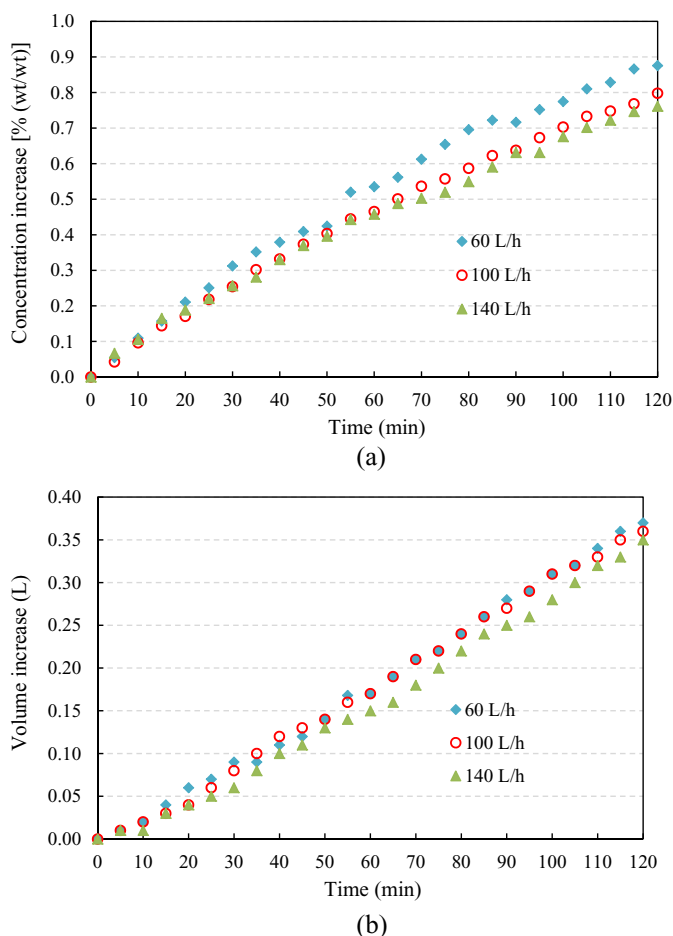 1.0
0.9
0.8
0.7
0.6
0.5
0.4
0.3
0.2
0.1
0.0
Concentration increase [% (wt/wt)]
60 L/h
100 L/h
140 L/h
0 10 20 30 40 50 60 70 80 90 100 110 120
Time (min)
(a)
0.40
0.35
0.30
0.25
0.20
0.15
0.10
0.05
0.00
Volume increase (L)
60 L/h
100 L/h
140 L/h
0 10 20 30 40 50 60 70 80 90 100 110 120
Time (min)
(b)